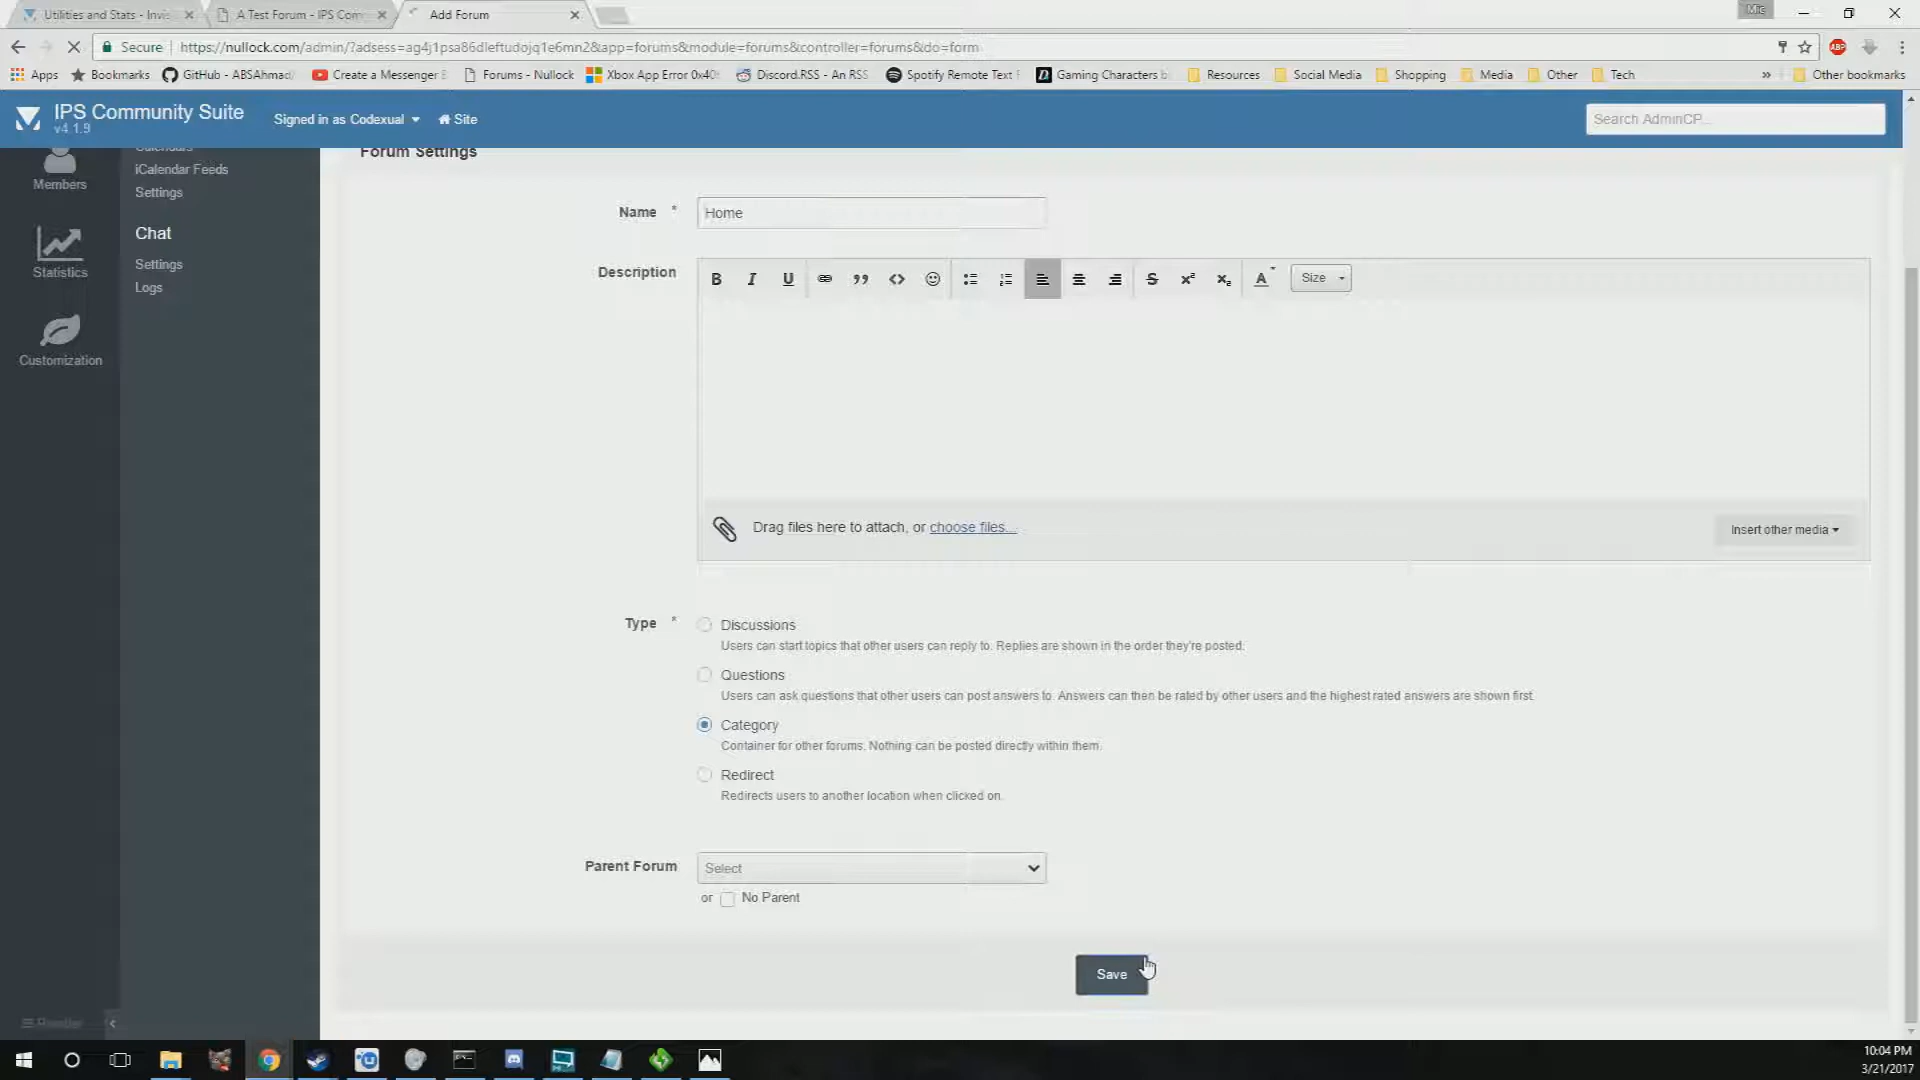 Utilities and Stats - Invis
A Test Forum - IPS Com
Add Forum
Mic
Secure
https://nullock.com/admin/?adsess=ag4j1psa86dleftudojq1e6mn2&app=forums&module=forums&controller=forums&do=form
ABP
Apps
Bookmarks
GitHub - ABSAhmad
Create a Messenger
Forums - Nullock
Xbox App Error 0x40
Discord.RSS - An RSS
Spotify Remote Text
Gaming Characters b
Resources
Social Media
Shopping
Media
Other
Tech
»
Other bookmarks
IPS Community Suite
v4.1.9
Signed in as Codexual
Site
Search AdminCP...
Members
Statistics
Customization
Calendars
iCalendar Feeds
Settings
Chat
Settings
Logs
Forum Settings
Name *
Home
Description
B I U
Size
Drag files here to attach, or choose files...
Insert other media
Type *
Discussions
Users can start topics that other users can reply to. Replies are shown in the order they're posted.
Questions
Users can ask questions that other users can post answers to. Answers can then be rated by other users and the highest rated answers are shown first.
Category
Container for other forums. Nothing can be posted directly within them.
Redirect
Redirects users to another location when clicked on.
Parent Forum
Select
or No Parent
Save
10:04 PM
3/21/2017